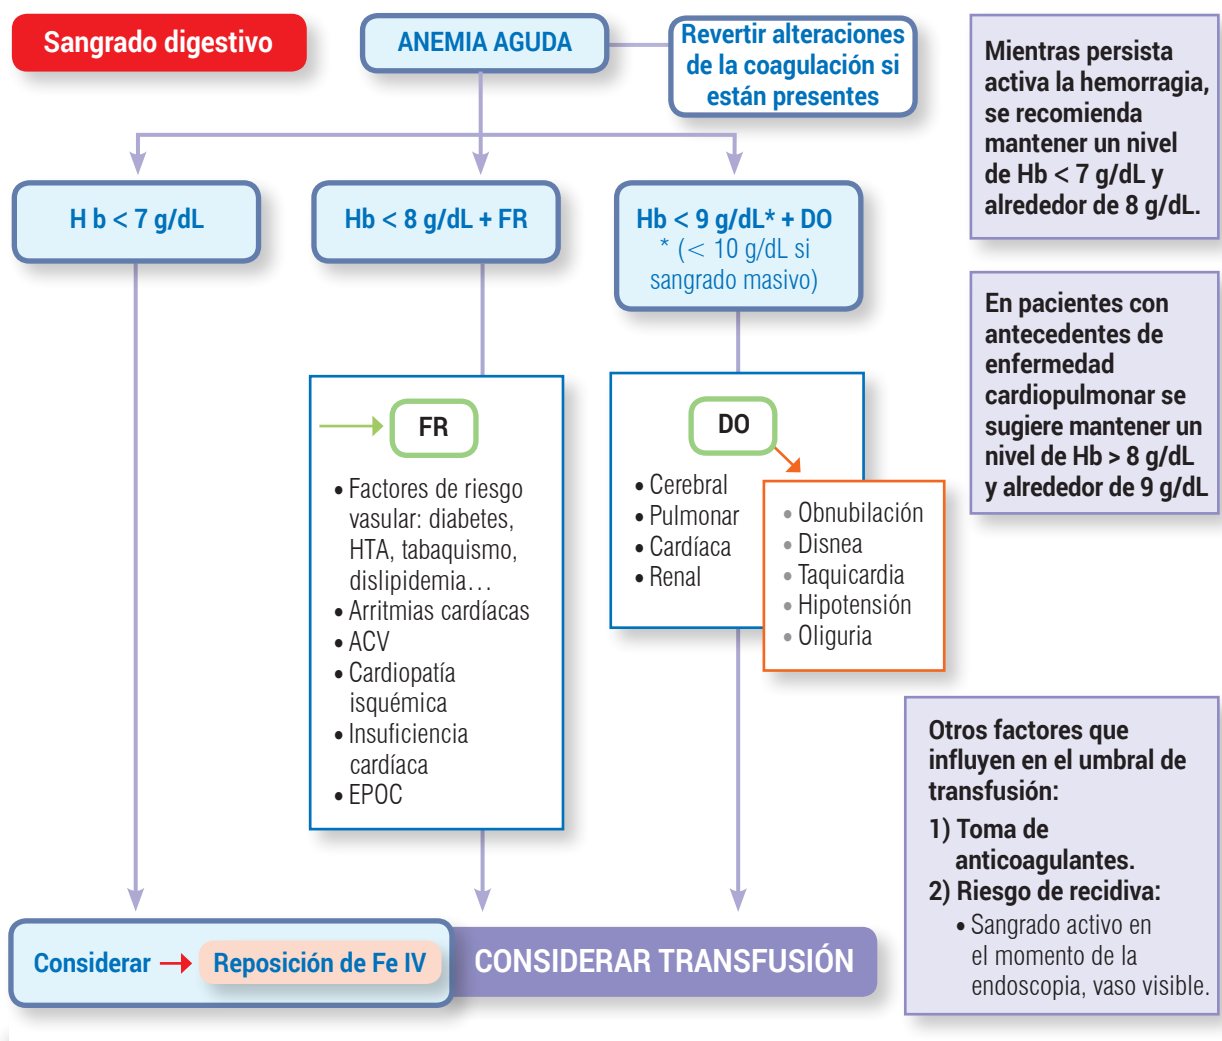 Sangrado digestivo
ANEMIA AGUDA
Revertir alteraciones
de la coagulación si
están presentes
H b < 7 g/dL
Hb < 8 g/dL + FR
Hb < 9 g/dL* + DO
* (< 10 g/dL si
sangrado masivo)
FR
• Factores de riesgo
vasular: diabetes,
HTA, tabaquismo,
dislipidemia…
• Arritmias cardíacas
• ACV
• Cardiopatía
isquémica
• Insuficiencia
cardíaca
• EPOC
DO
• Cerebral
• Pulmonar
• Cardíaca
• Renal
• Obnubilación
• Disnea
• Taquicardia
• Hipotensión
• Oliguria
Considerar
Reposición de Fe IV
CONSIDERAR TRANSFUSIÓN
Mientras persista
activa la hemorragia,
se recomienda
mantener un nivel
de Hb < 7 g/dL y
alrededor de 8 g/dL.
En pacientes con
antecedentes de
enfermedad
cardiopulmonar se
sugiere mantener un
nivel de Hb > 8 g/dL
y alrededor de 9 g/dL
Otros factores que
influyen en el umbral de
transfusión:
1) Toma de
anticoagulantes.
2) Riesgo de recidiva:
• Sangrado activo en
el momento de la
endoscopia, vaso visible.